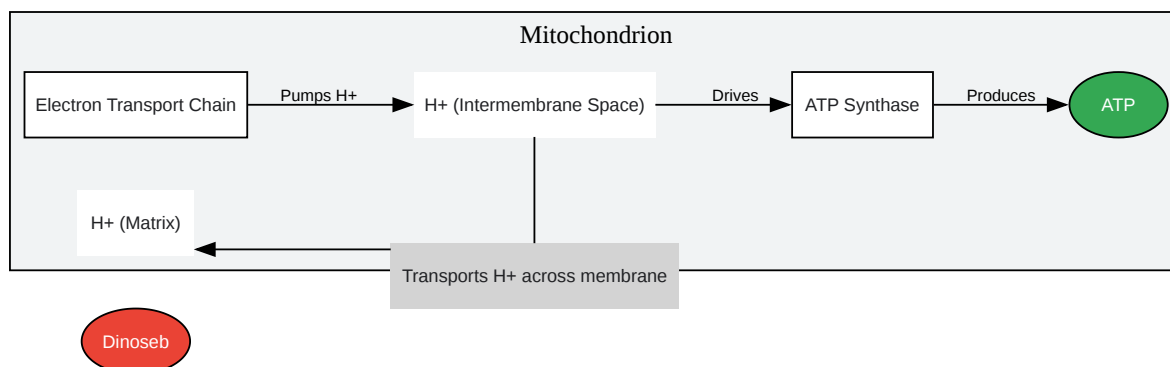 Mitochondrion
Electron Transport Chain
Pumps H+
H+ (Intermembrane Space)
Drives
ATP Synthase
Produces
ATP
H+ (Matrix)
Transports H+ across membrane
Dinoseb